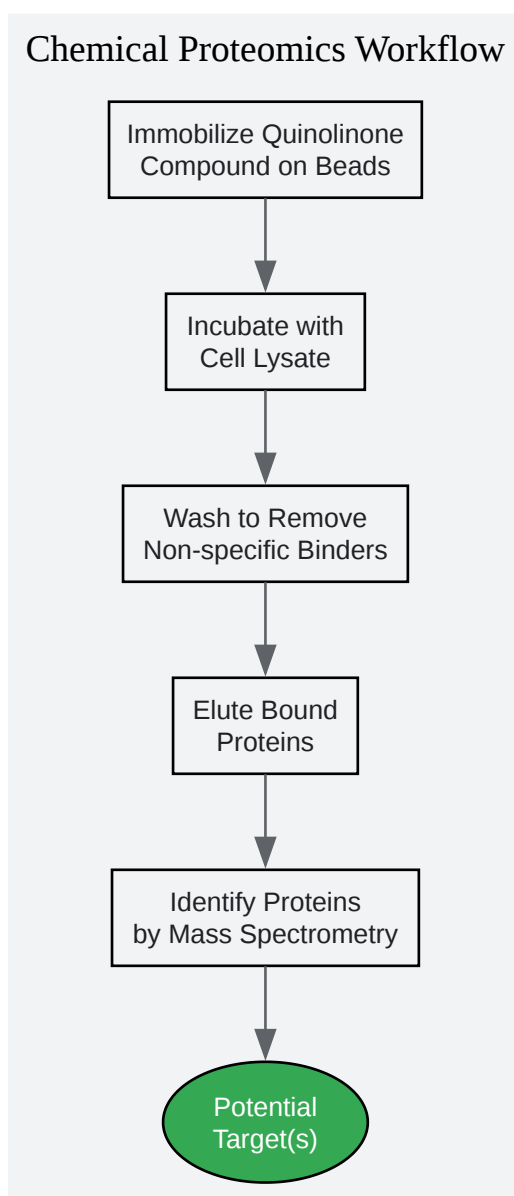 Chemical Proteomics Workflow
Immobilize Quinolinone
Compound on Beads
Incubate with
Cell Lysate
Wash to Remove
Non-specific Binders
Elute Bound
Proteins
Identify Proteins
by Mass Spectrometry
Potential
Target(s)